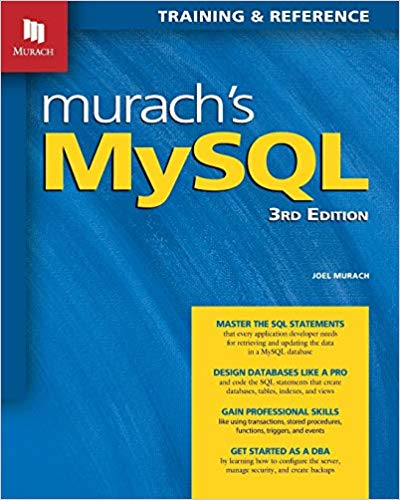 TRAINING & REFERENCE
MURACH
murach's
MySQL
3RD EDITION
JOEL MURACH
MASTER THE SQL STATEMENTS
that every application developer needs
for retrieving and updating the data
in a MySQL database
DESIGN DATABASES LIKE A PRO
and code the SQL statements that create
databases, tables, indexes, and views
GAIN PROFESSIONAL SKILLS
like using transactions, stored procedures,
functions, triggers, and events
GET STARTED AS A DBA
by learning how to configure the server,
manage security, and create backups